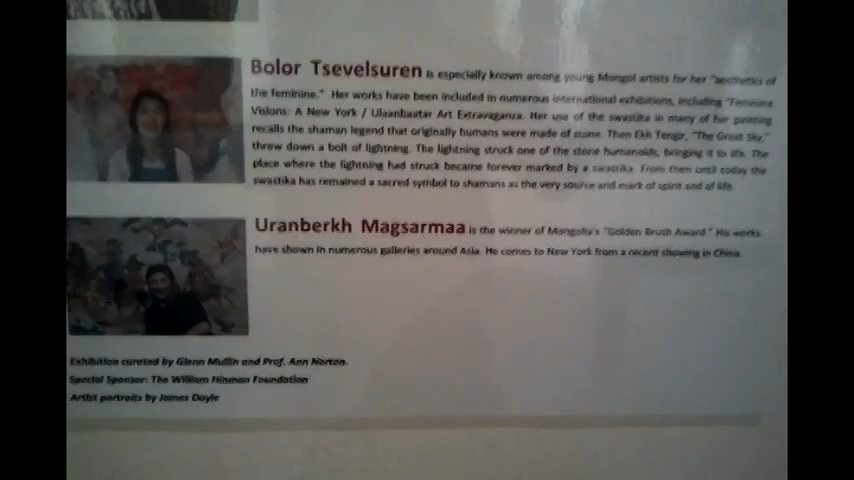 Bolor Tsevelsuren is especially known among young Mongol artists for her "aesthetics of
the feminine." Her works have been included in numerous international exhibitions, including "Feminine
Visions: A New York / Ulaanbaatar Art Extravaganza. Her use of the swastika in many of her painting
recalls the shaman legend that originally humans were made of stone. Then Ekh Tengir, "The Great Sky,"
threw down a bolt of lightning. The lightning struck one of the stone humanoids, bringing it to life. The
place where the lightning had struck became forever marked by a swastika. From then until today the
swastika has remained a sacred symbol to shamans as the very source and mark of spirit and of life.
Uranberkh Magsarmaa is the winner of Mongolia's "Golden Brush Award." His works
have shown in numerous galleries around Asia. He comes to New York from a recent showing in China.
Exhibition curated by Glenn Mullin and Prof. Ann Norton.
Special Sponsor: The William Hinman Foundation
Artist portraits by James Doyle